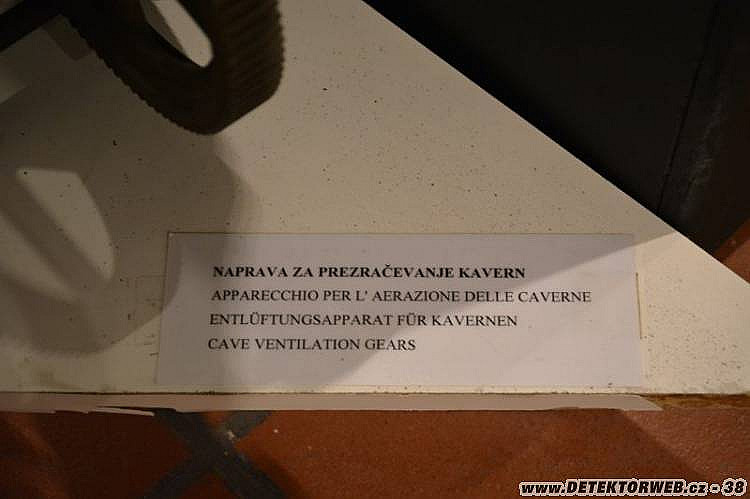 NAPRAVA ZA PREZRAČEVANJE KAVERN
APPARECCHIO PER L' AERAZIONE DELLE CAVERNE
ENTLÜFTUNGSAPPARAT FÜR KAVERNEN
CAVE VENTILATION GEARS
www.DETEKTORWEB.cz - 38